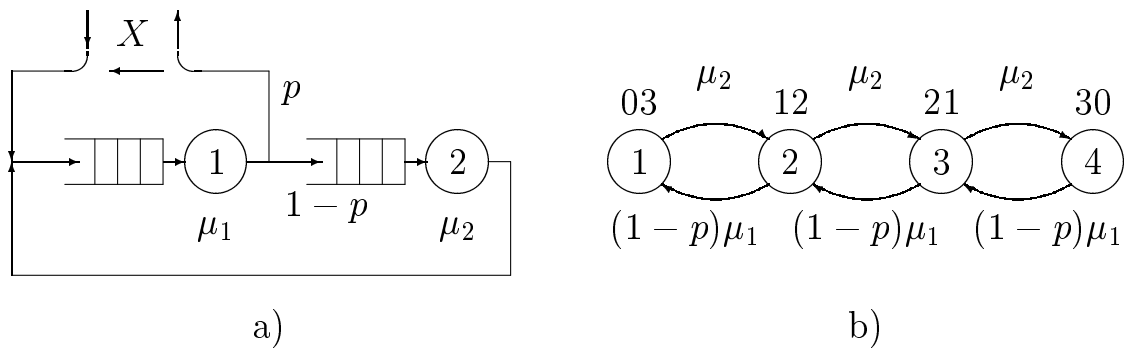 X
p
1
2
1 − p
μ₁
μ₂
a)
μ₂ μ₂ μ₂
03 12 21 30
1 2 3 4
(1 − p)μ₁ (1 − p)μ₁ (1 − p)μ₁
b)